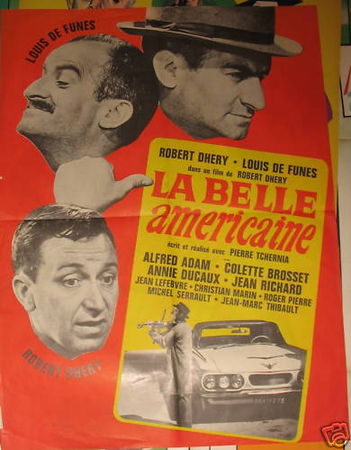 LOUIS DE FUNES
ROBERT DHERY • LOUIS DE FUNES
dans un film de ROBERT DHERY
LA BELLE
americaine
écrit et réalisé avec PIERRE TCHERNIA
ALFRED ADAM • COLETTE BROSSET
ANNIE DUCAUX • JEAN RICHARD
JEAN LEFEBVRE • CHRISTIAN MARIN • ROGER PIERRE
MICHEL SERRAULT • JEAN-MARC THIBAULT
ROBERT DHERY